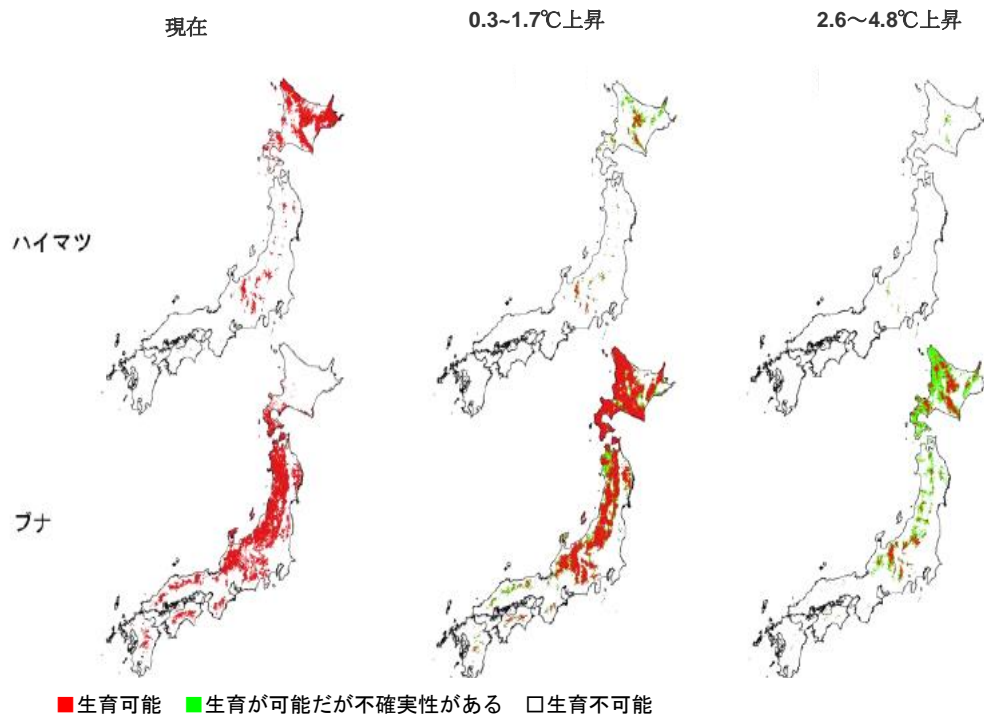 現在
0.3~1.7℃上昇
2.6～4.8℃上昇
ハイマツ
ブナ
■生育可能 ■生育が可能だが不確実性がある □生育不可能